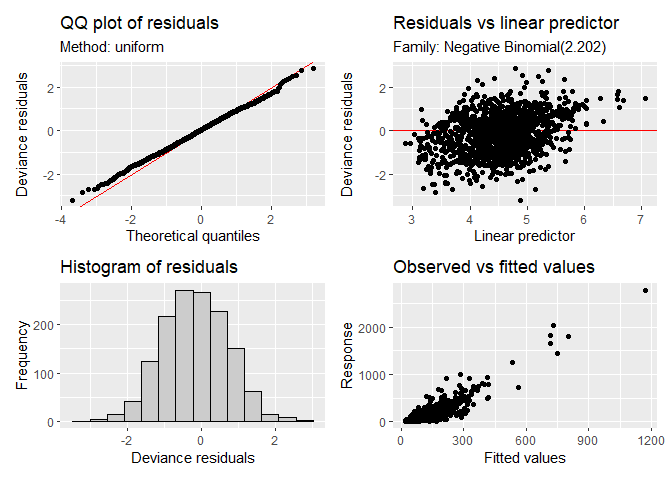 QQ plot of residuals
Method: uniform
Deviance residuals
2
0
-2
-4
-2
0
2
Theoretical quantiles
Residuals vs linear predictor
Family: Negative Binomial(2.202)
Deviance residuals
2
0
-2
3
4
5
6
7
Linear predictor
Histogram of residuals
Frequency
200
100
0
-2
0
2
Deviance residuals
Observed vs fitted values
Response
2000
1000
0
0
300
600
900
1200
Fitted values